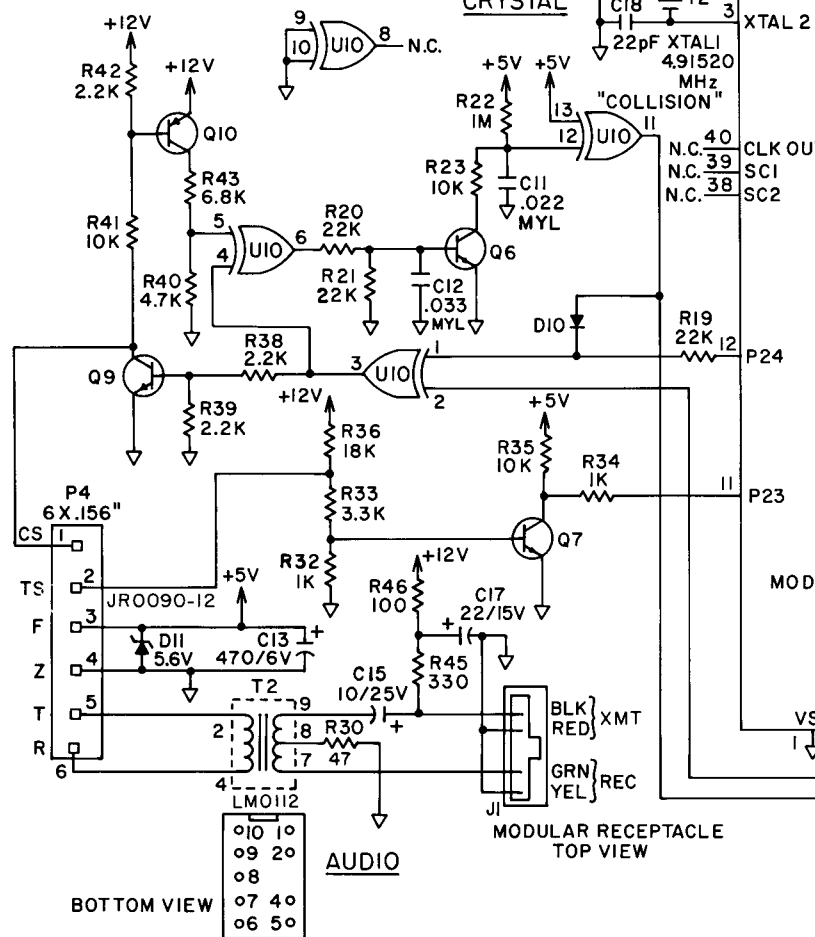 CRYSTAL
C18
12
3
XTAL 2
22pF XTAL1
4.91520
MHz
+12V
9
10
U10
8
N.C.
R42
2.2K
+12V
Q10
+5V
+5V
R22
1M
"COLLISION"
13
12
U10
11
N.C. 40 CLK OU
N.C. 39 SC1
N.C. 38 SC2
R43
6.8K
R23
10K
C11
.022
MYL
R41
10K
R20
22K
5
4
U10
6
Q6
R40
4.7K
R21
22K
C12
.033
MYL
D10
R19
22K
12
P24
R38
2.2K
3
U10
1
2
Q9
+12V
R39
2.2K
R36
18K
+5V
R35
10K
R34
1K
11
P23
P4
6 X .156"
R33
3.3K
CS
1
Q7
R32
1K
+12V
TS
2
JR0090-12
+5V
R46
100
C17
22/15V
MOD
F
3
D11
5.6V
C13
470/6V
+
+
Z
4
R45
330
T2
C15
10/25V
+
T
5
2
9
8
R30
47
BLK
RED
XMT
VS
1
R
6
4
7
GRN
YEL
REC
J1
LM0112
MODULAR RECEPTACLE
TOP VIEW
10 1
9 2
8
7 4
6 5
AUDIO
BOTTOM VIEW